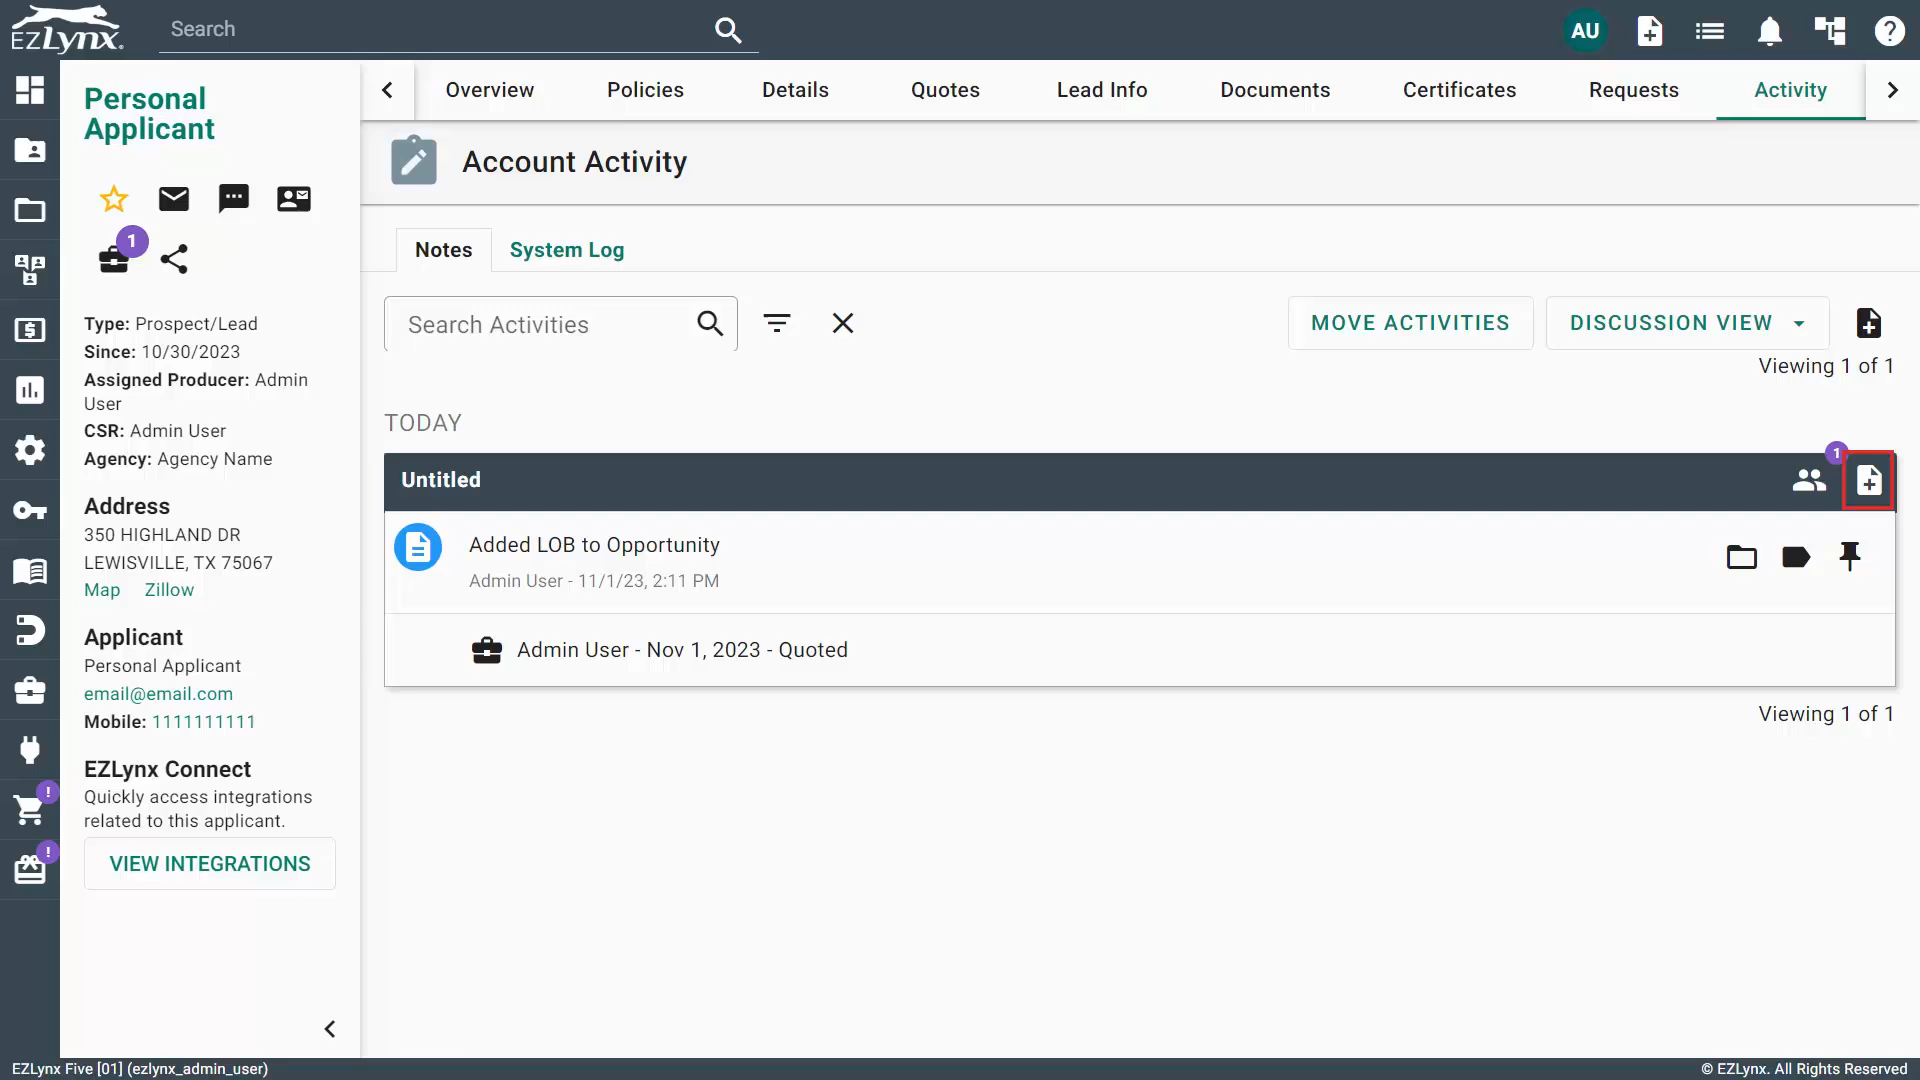 EZLynx.
Search
AU
Personal
Applicant
1
Type: Prospect/Lead
Since: 10/30/2023
Assigned Producer: Admin
User
CSR: Admin User
Agency: Agency Name
Address
350 HIGHLAND DR
LEWISVILLE, TX 75067
Map Zillow
Applicant
Personal Applicant
email@email.com
Mobile: 1111111111
EZLynx Connect
Quickly access integrations
related to this applicant.
VIEW INTEGRATIONS
!
!
Overview Policies Details Quotes Lead Info Documents Certificates Requests Activity
Account Activity
Notes System Log
Search Activities
MOVE ACTIVITIES DISCUSSION VIEW
Viewing 1 of 1
TODAY
Untitled
1
Added LOB to Opportunity
Admin User - 11/1/23, 2:11 PM
Admin User - Nov 1, 2023 - Quoted
Viewing 1 of 1
EZLynx Five [01] (ezlynx_admin_user)
© EZLynx. All Rights Reserved